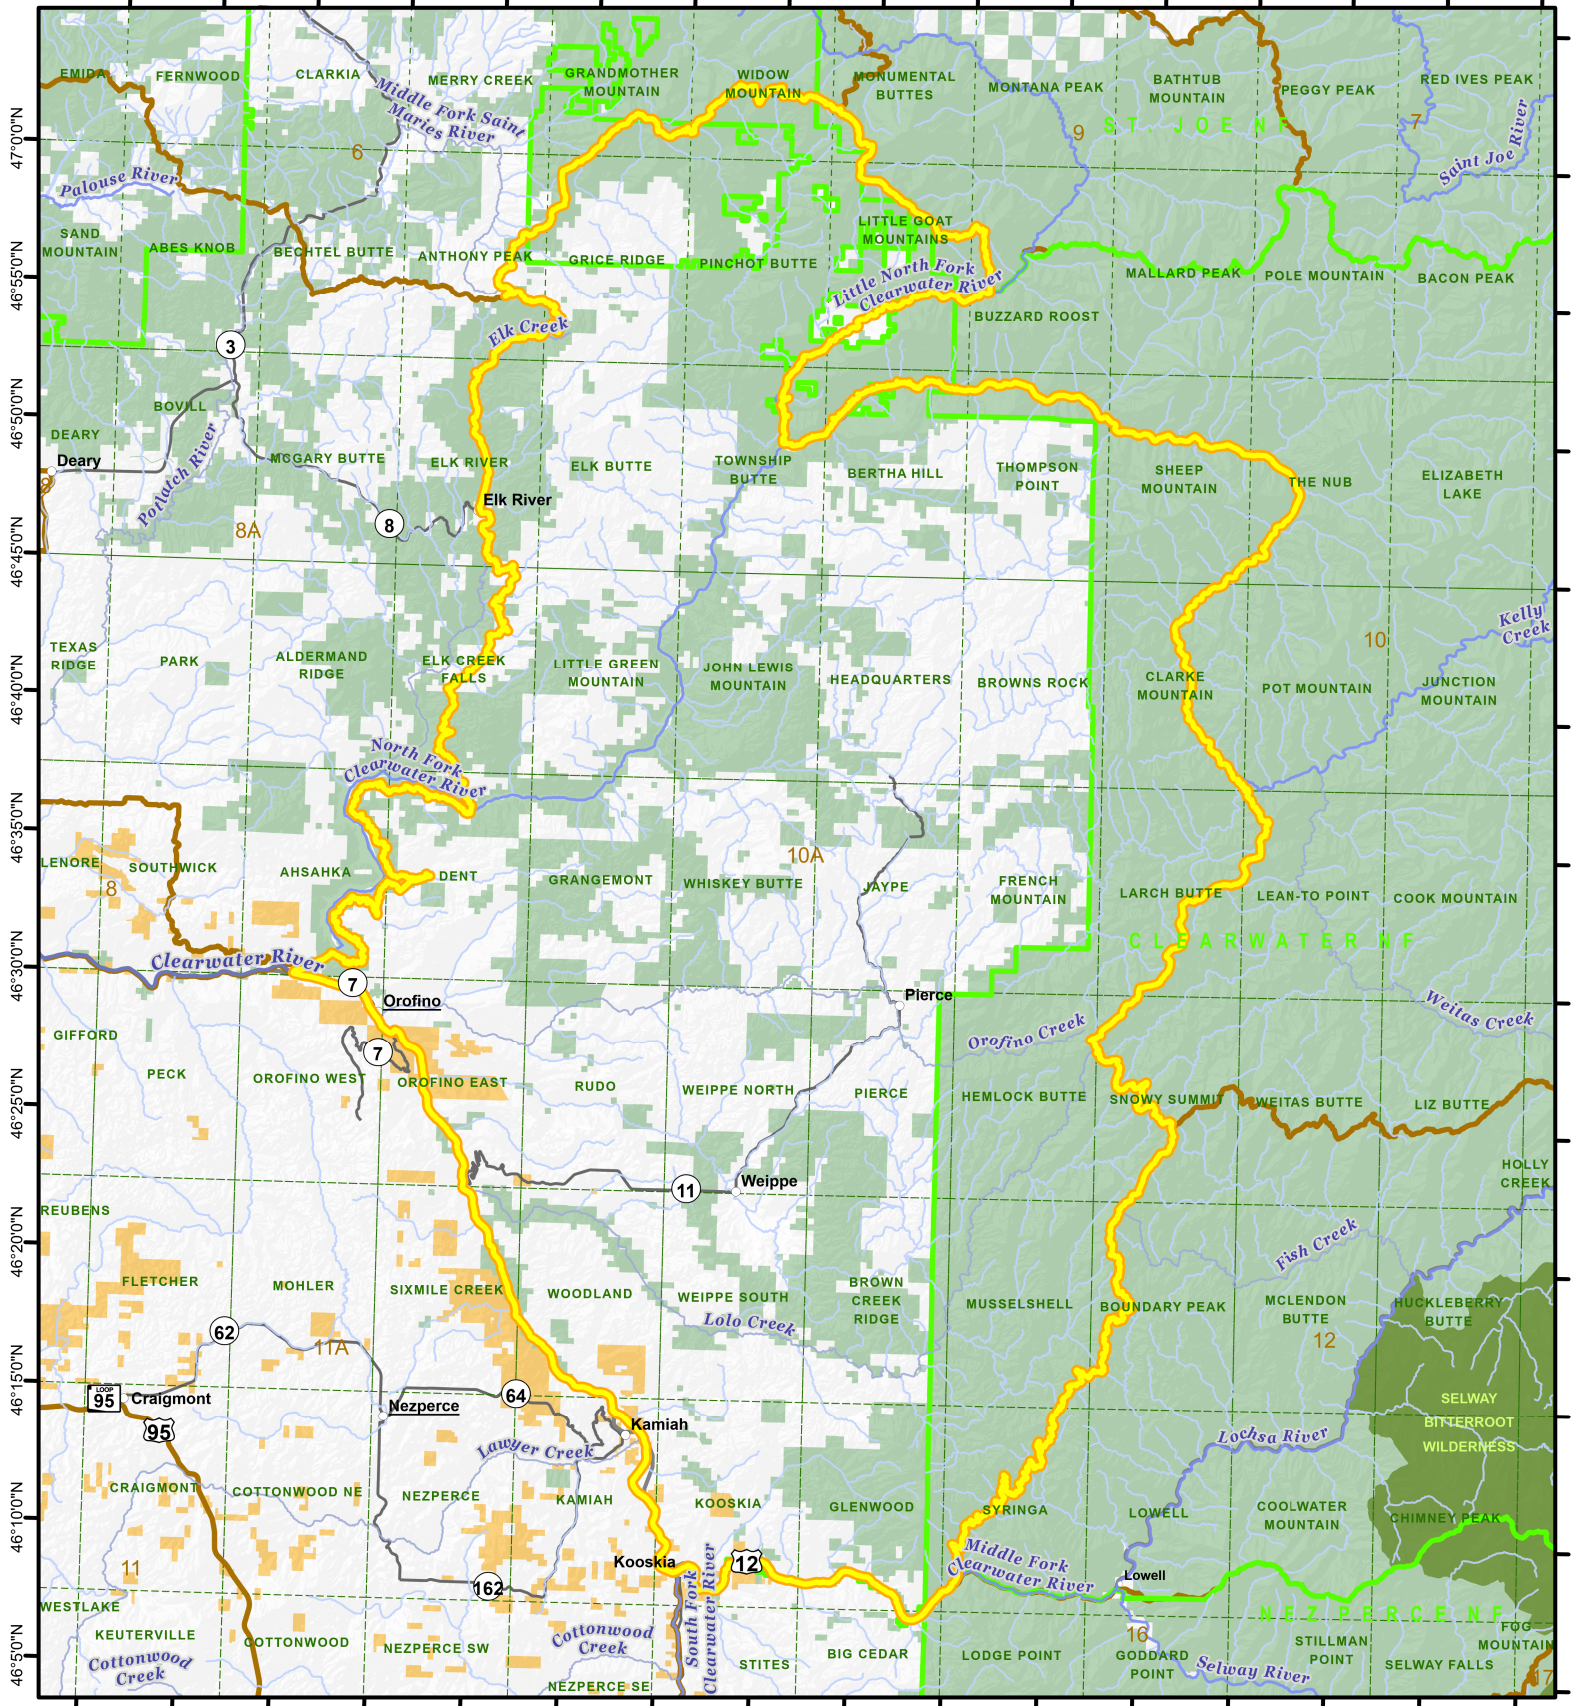 EMIDA
FERNWOOD
CLARKIA
MERRY CREEK
GRANDMOTHER
MOUNTAIN
WIDOW
MOUNTAIN
MONUMENTAL
BUTTES
MONTANA PEAK
BATHTUB
MOUNTAIN
PEGGY PEAK
RED IVES PEAK
Middle Fork Saint
Maries River
47°0'0"N
6
9
ST. JOE NF
7
Saint Joe River
Palouse River
SAND
MOUNTAIN
ABES KNOB
BECHTEL BUTTE
ANTHONY PEAK
GRICE RIDGE
PINCHOT BUTTE
LITTLE GOAT
MOUNTAINS
MALLARD PEAK
POLE MOUNTAIN
BACON PEAK
46°55'0"N
Little North Fork
Clearwater River
BUZZARD ROOST
Elk Creek
3
46°50'0"N
BOVILL
DEARY
Deary
Potlatch River
MCGARY BUTTE
ELK RIVER
ELK BUTTE
TOWNSHIP
BUTTE
BERTHA HILL
THOMPSON
POINT
SHEEP
MOUNTAIN
THE NUB
ELIZABETH
LAKE
8
Elk River
8A
8
46°45'0"N
Kelly
Creek
10
TEXAS
RIDGE
PARK
ALDERMAND
RIDGE
ELK CREEK
FALLS
LITTLE GREEN
MOUNTAIN
JOHN LEWIS
MOUNTAIN
HEADQUARTERS
BROWNS ROCK
CLARKE
MOUNTAIN
POT MOUNTAIN
JUNCTION
MOUNTAIN
46°40'0"N
North Fork
Clearwater River
46°35'0"N
10A
LENORE
SOUTHWICK
8
AHSAHKA
DENT
GRANGEMONT
WHISKEY BUTTE
JAYPE
FRENCH
MOUNTAIN
LARCH BUTTE
LEAN-TO POINT
COOK MOUNTAIN
CLEARWATER NF
46°30'0"N
Clearwater River
7
Orofino
Pierce
Orofino Creek
Weitas Creek
GIFFORD
PECK
7
OROFINO WEST
OROFINO EAST
RUDO
WEIPPE NORTH
PIERCE
HEMLOCK BUTTE
SNOWY SUMMIT
WEITAS BUTTE
LIZ BUTTE
46°25'0"N
HOLLY
CREEK
11
Weippe
REUBENS
46°20'0"N
Fish Creek
FLETCHER
MOHLER
SIXMILE CREEK
WOODLAND
WEIPPE SOUTH
BROWN
CREEK
RIDGE
MUSSELSHELL
BOUNDARY PEAK
MCLENDON
BUTTE
HUCKLEBERRY
BUTTE
Lolo Creek
62
11A
12
46°15'0"N
LOOP
95
Craigmont
95
Nezperce
64
Kamiah
Lawyer Creek
SELWAY
BITTERROOT
WILDERNESS
Lochsa River
CRAIGMONT
COTTONWOOD NE
NEZPERCE
KAMIAH
KOOSKIA
GLENWOOD
SYRINGA
LOWELL
COOLWATER
MOUNTAIN
CHIMNEY PEAK
46°10'0"N
11
Kooskia
12
Middle Fork
Clearwater River
Lowell
162
WESTLAKE
South Fork
Clearwater River
NEZ PERCE NF
KEUTERVILLE
COTTONWOOD
NEZPERCE SW
Cottonwood
Creek
Cottonwood
Creek
16
46°5'0"N
STITES
BIG CEDAR
LODGE POINT
GODDARD
POINT
STILLMAN
POINT
SELWAY FALLS
FOG
MOUNTAIN
Selway River
NEZPERCE SE
17